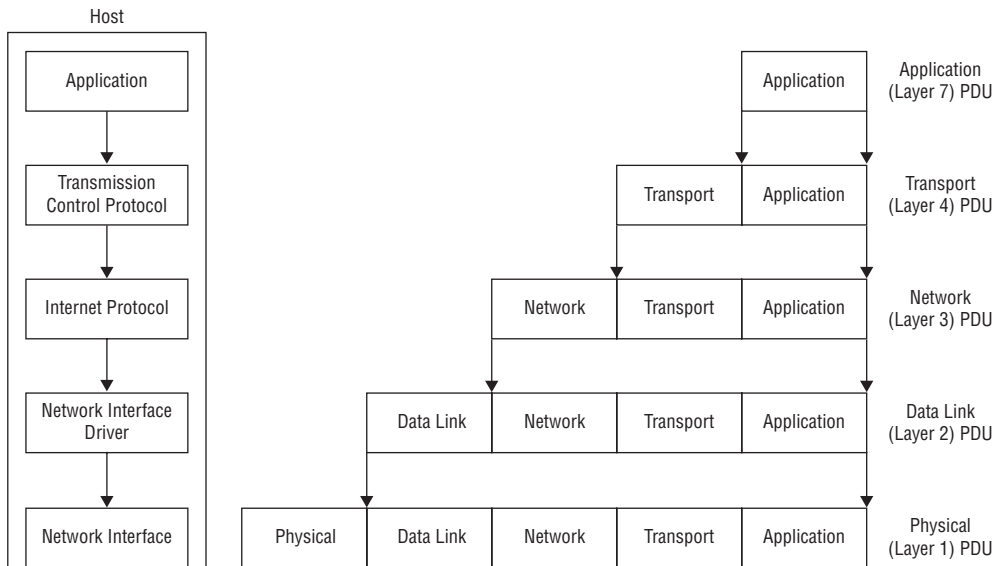 Host
Application
Application
Application
(Layer 7) PDU
Transmission
Control Protocol
Transport
Application
Transport
(Layer 4) PDU
Internet Protocol
Network
Transport
Application
Network
(Layer 3) PDU
Network Interface
Driver
Data Link
Network
Transport
Application
Data Link
(Layer 2) PDU
Network Interface
Physical
Data Link
Network
Transport
Application
Physical
(Layer 1) PDU